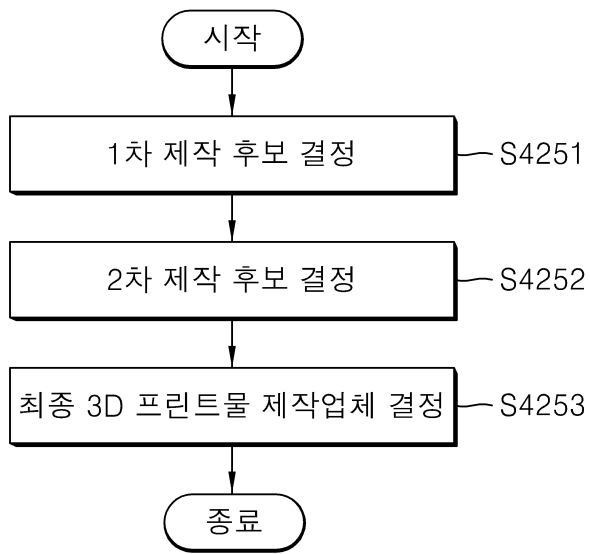 시작
1차 제작 후보 결정
S4251
2차 제작 후보 결정
S4252
최종 3D 프린트물 제작업체 결정
S4253
종료